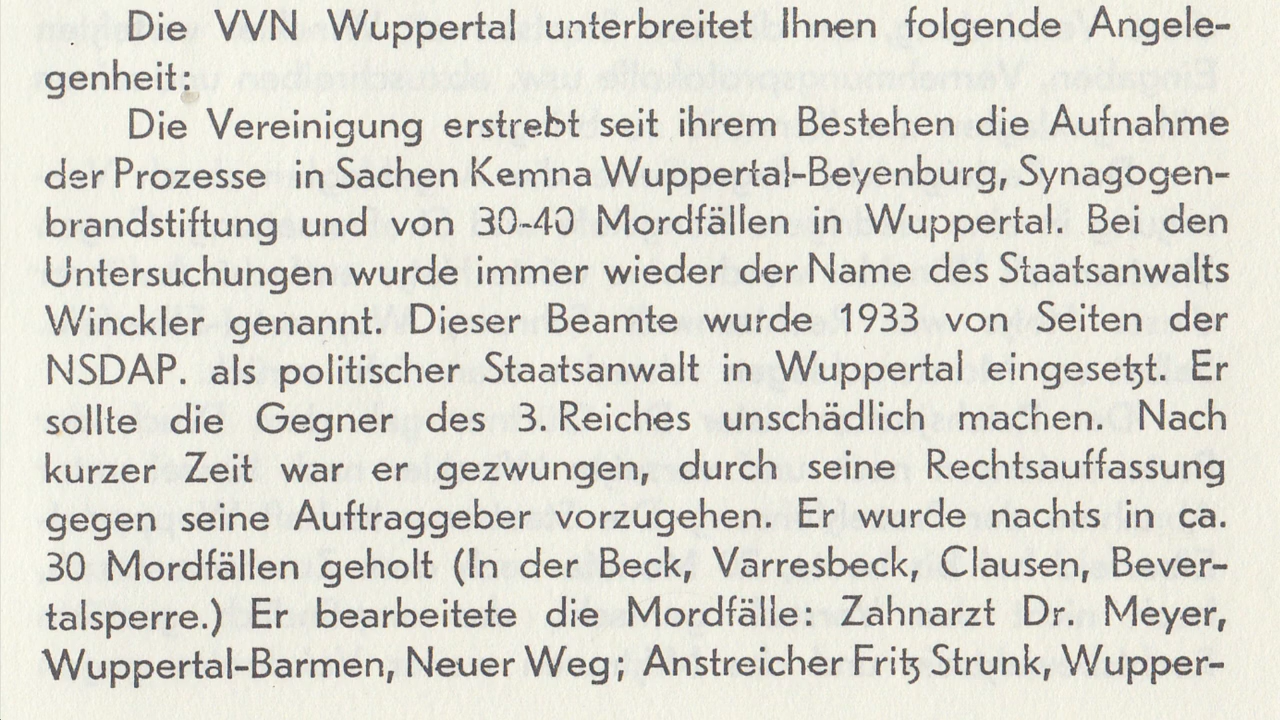 Die VVN Wuppertal unterbreitet Ihnen folgende Angele-
genheit:
Die Vereinigung erstrebt seit ihrem Bestehen die Aufnahme
der Prozesse in Sachen Kemna Wuppertal-Beyenburg, Synagogen-
brandstiftung und von 30-40 Mordfällen in Wuppertal. Bei den
Untersuchungen wurde immer wieder der Name des Staatsanwalts
Winckler genannt. Dieser Beamte wurde 1933 von Seiten der
NSDAP. als politischer Staatsanwalt in Wuppertal eingesetzt. Er
sollte die Gegner des 3. Reiches unschädlich machen. Nach
kurzer Zeit war er gezwungen, durch seine Rechtsauffassung
gegen seine Auftraggeber vorzugehen. Er wurde nachts in ca.
30 Mordfällen geholt (In der Beck, Varresbeck, Clausen, Bever-
talsperre.) Er bearbeitete die Mordfälle: Zahnarzt Dr. Meyer,
Wuppertal-Barmen, Neuer Weg, Anstreicher Fritz Strunk, Wupper-